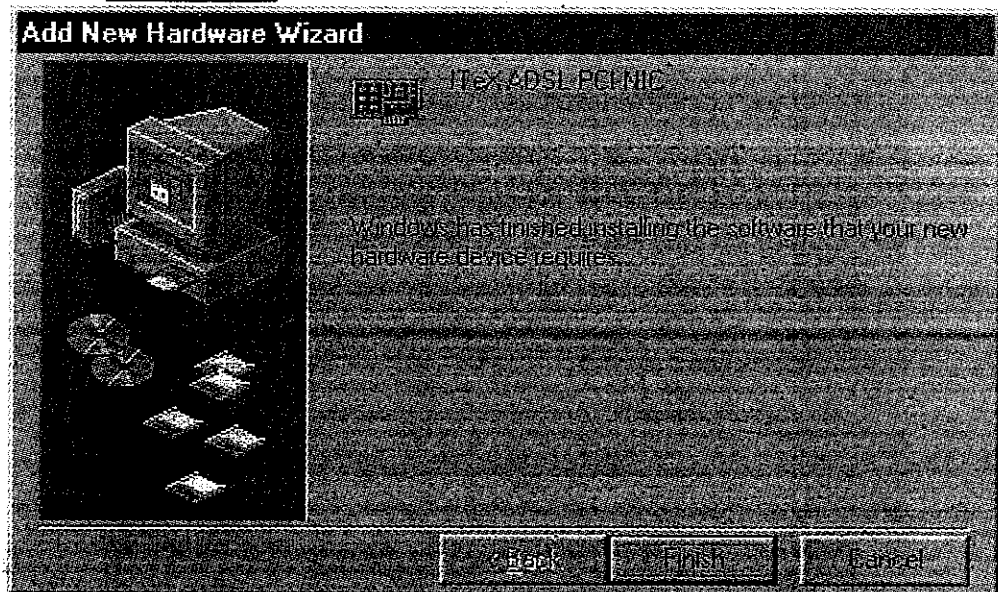 Add New Hardware Wizard
ITeX ADSL PCI NIC
Windows has finished installing the software that your new
hardware device requires.
< Back
Finish
Cancel